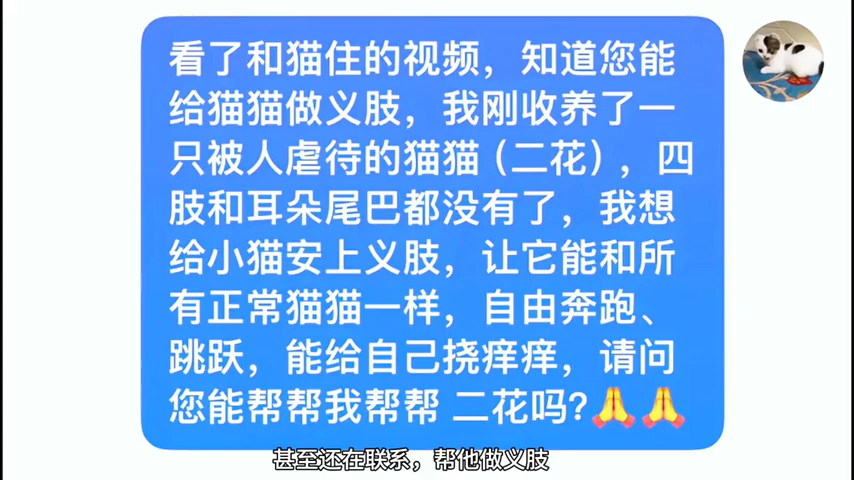 看了和猫住的视频，知道您能
给猫猫做义肢，我刚收养了一
只被人虐待的猫猫（二花），四
肢和耳朵尾巴都没有了，我想
给小猫安上义肢，让它能和所
有正常猫猫一样，自由奔跑、
跳跃，能给自己挠痒痒，请问
您能帮帮我帮帮 二花吗?🙏🙏
甚至还在联系，帮他做义肢